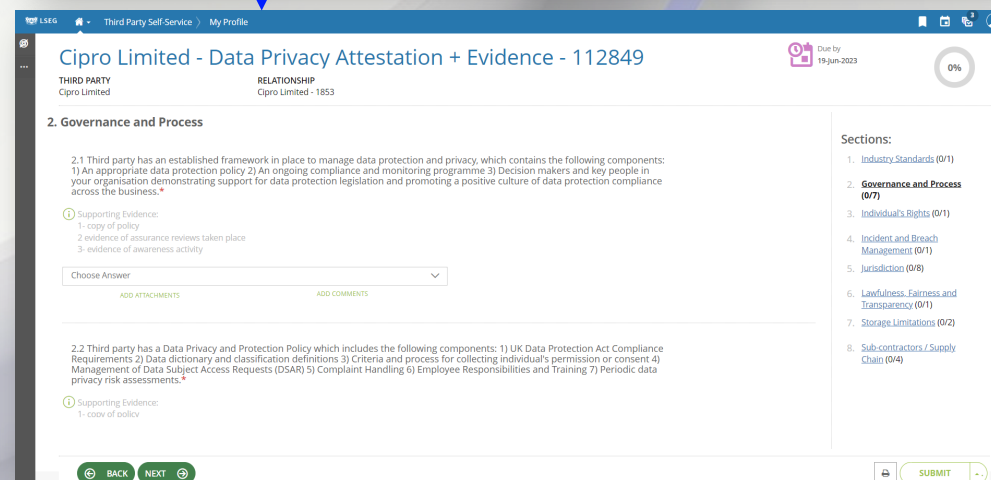 LSEG
Third Party Self-Service
My Profile
3
Cipro Limited - Data Privacy Attestation + Evidence - 112849
Due by
19-Jun-2023
0%
THIRD PARTY
RELATIONSHIP
Cipro Limited
Cipro Limited - 1853
2. Governance and Process
2.1 Third party has an established framework in place to manage data protection and privacy, which contains the following components:
1) An appropriate data protection policy 2) An ongoing compliance and monitoring programme 3) Decision makers and key people in
your organisation demonstrating support for data protection legislation and promoting a positive culture of data protection compliance
across the business.*
Supporting Evidence:
1- copy of policy
2 evidence of assurance reviews taken place
3- evidence of awareness activity
Choose Answer
ADD ATTACHMENTS
ADD COMMENTS
2.2 Third party has a Data Privacy and Protection Policy which includes the following components: 1) UK Data Protection Act Compliance
Requirements 2) Data dictionary and classification definitions 3) Criteria and process for collecting individual's permission or consent 4)
Management of Data Subject Access Requests (DSAR) 5) Complaint Handling 6) Employee Responsibilities and Training 7) Periodic data
privacy risk assessments.*
Supporting Evidence:
1- copy of policy
Sections:
1. Industry Standards (0/1)
2. Governance and Process
(0/7)
3. Individual's Rights (0/1)
4. Incident and Breach
Management (0/1)
5. Jurisdiction (0/8)
6. Lawfulness, Fairness and
Transparency (0/1)
7. Storage Limitations (0/2)
8. Sub-contractors / Supply
Chain (0/4)
BACK
NEXT
SUBMIT